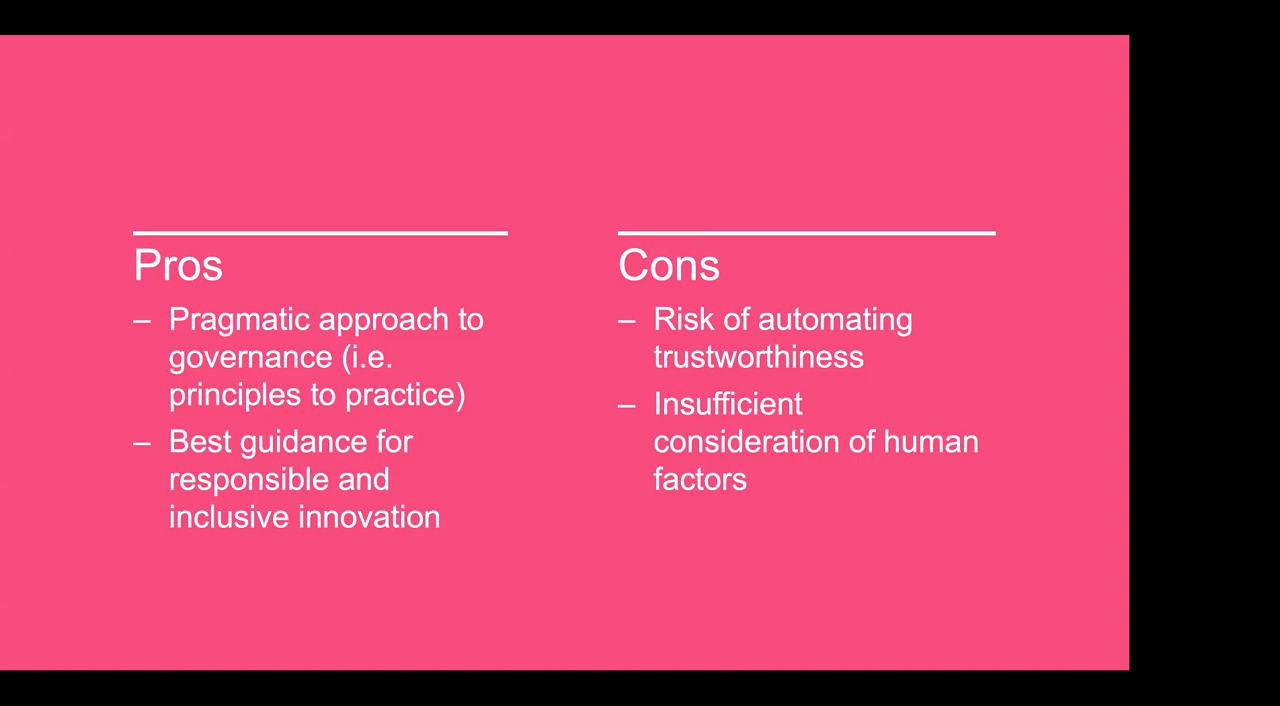 Pros
– Pragmatic approach to
governance (i.e.
principles to practice)
– Best guidance for
responsible and
inclusive innovation
Cons
– Risk of automating
trustworthiness
– Insufficient
consideration of human
factors